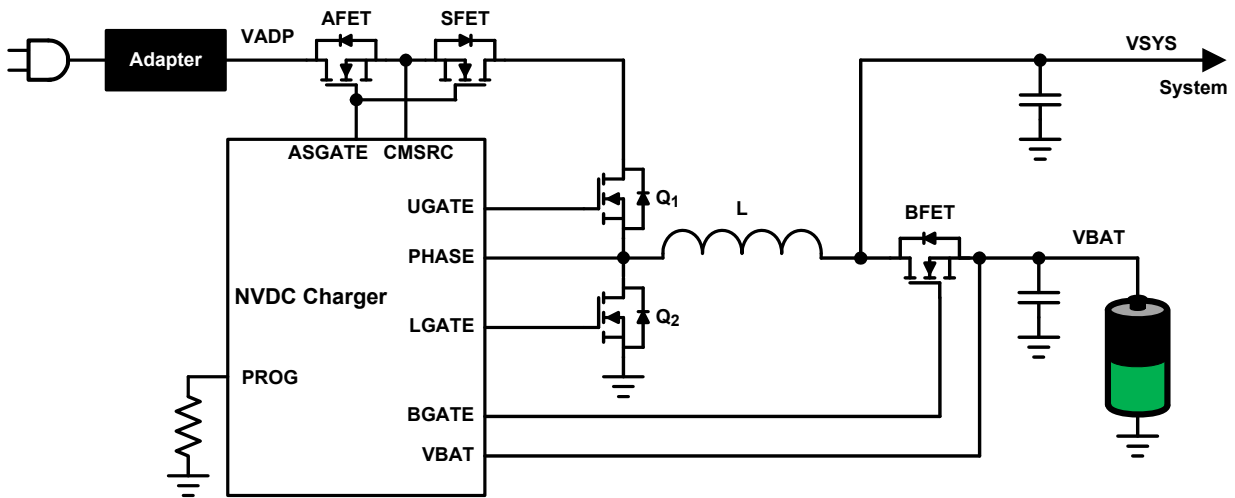 AFET
SFET
VADP
VSYS
Adapter
System
ASGATE
CMSRC
UGATE
Q1
L
BFET
VBAT
PHASE
NVDC Charger
LGATE
Q2
PROG
BGATE
VBAT